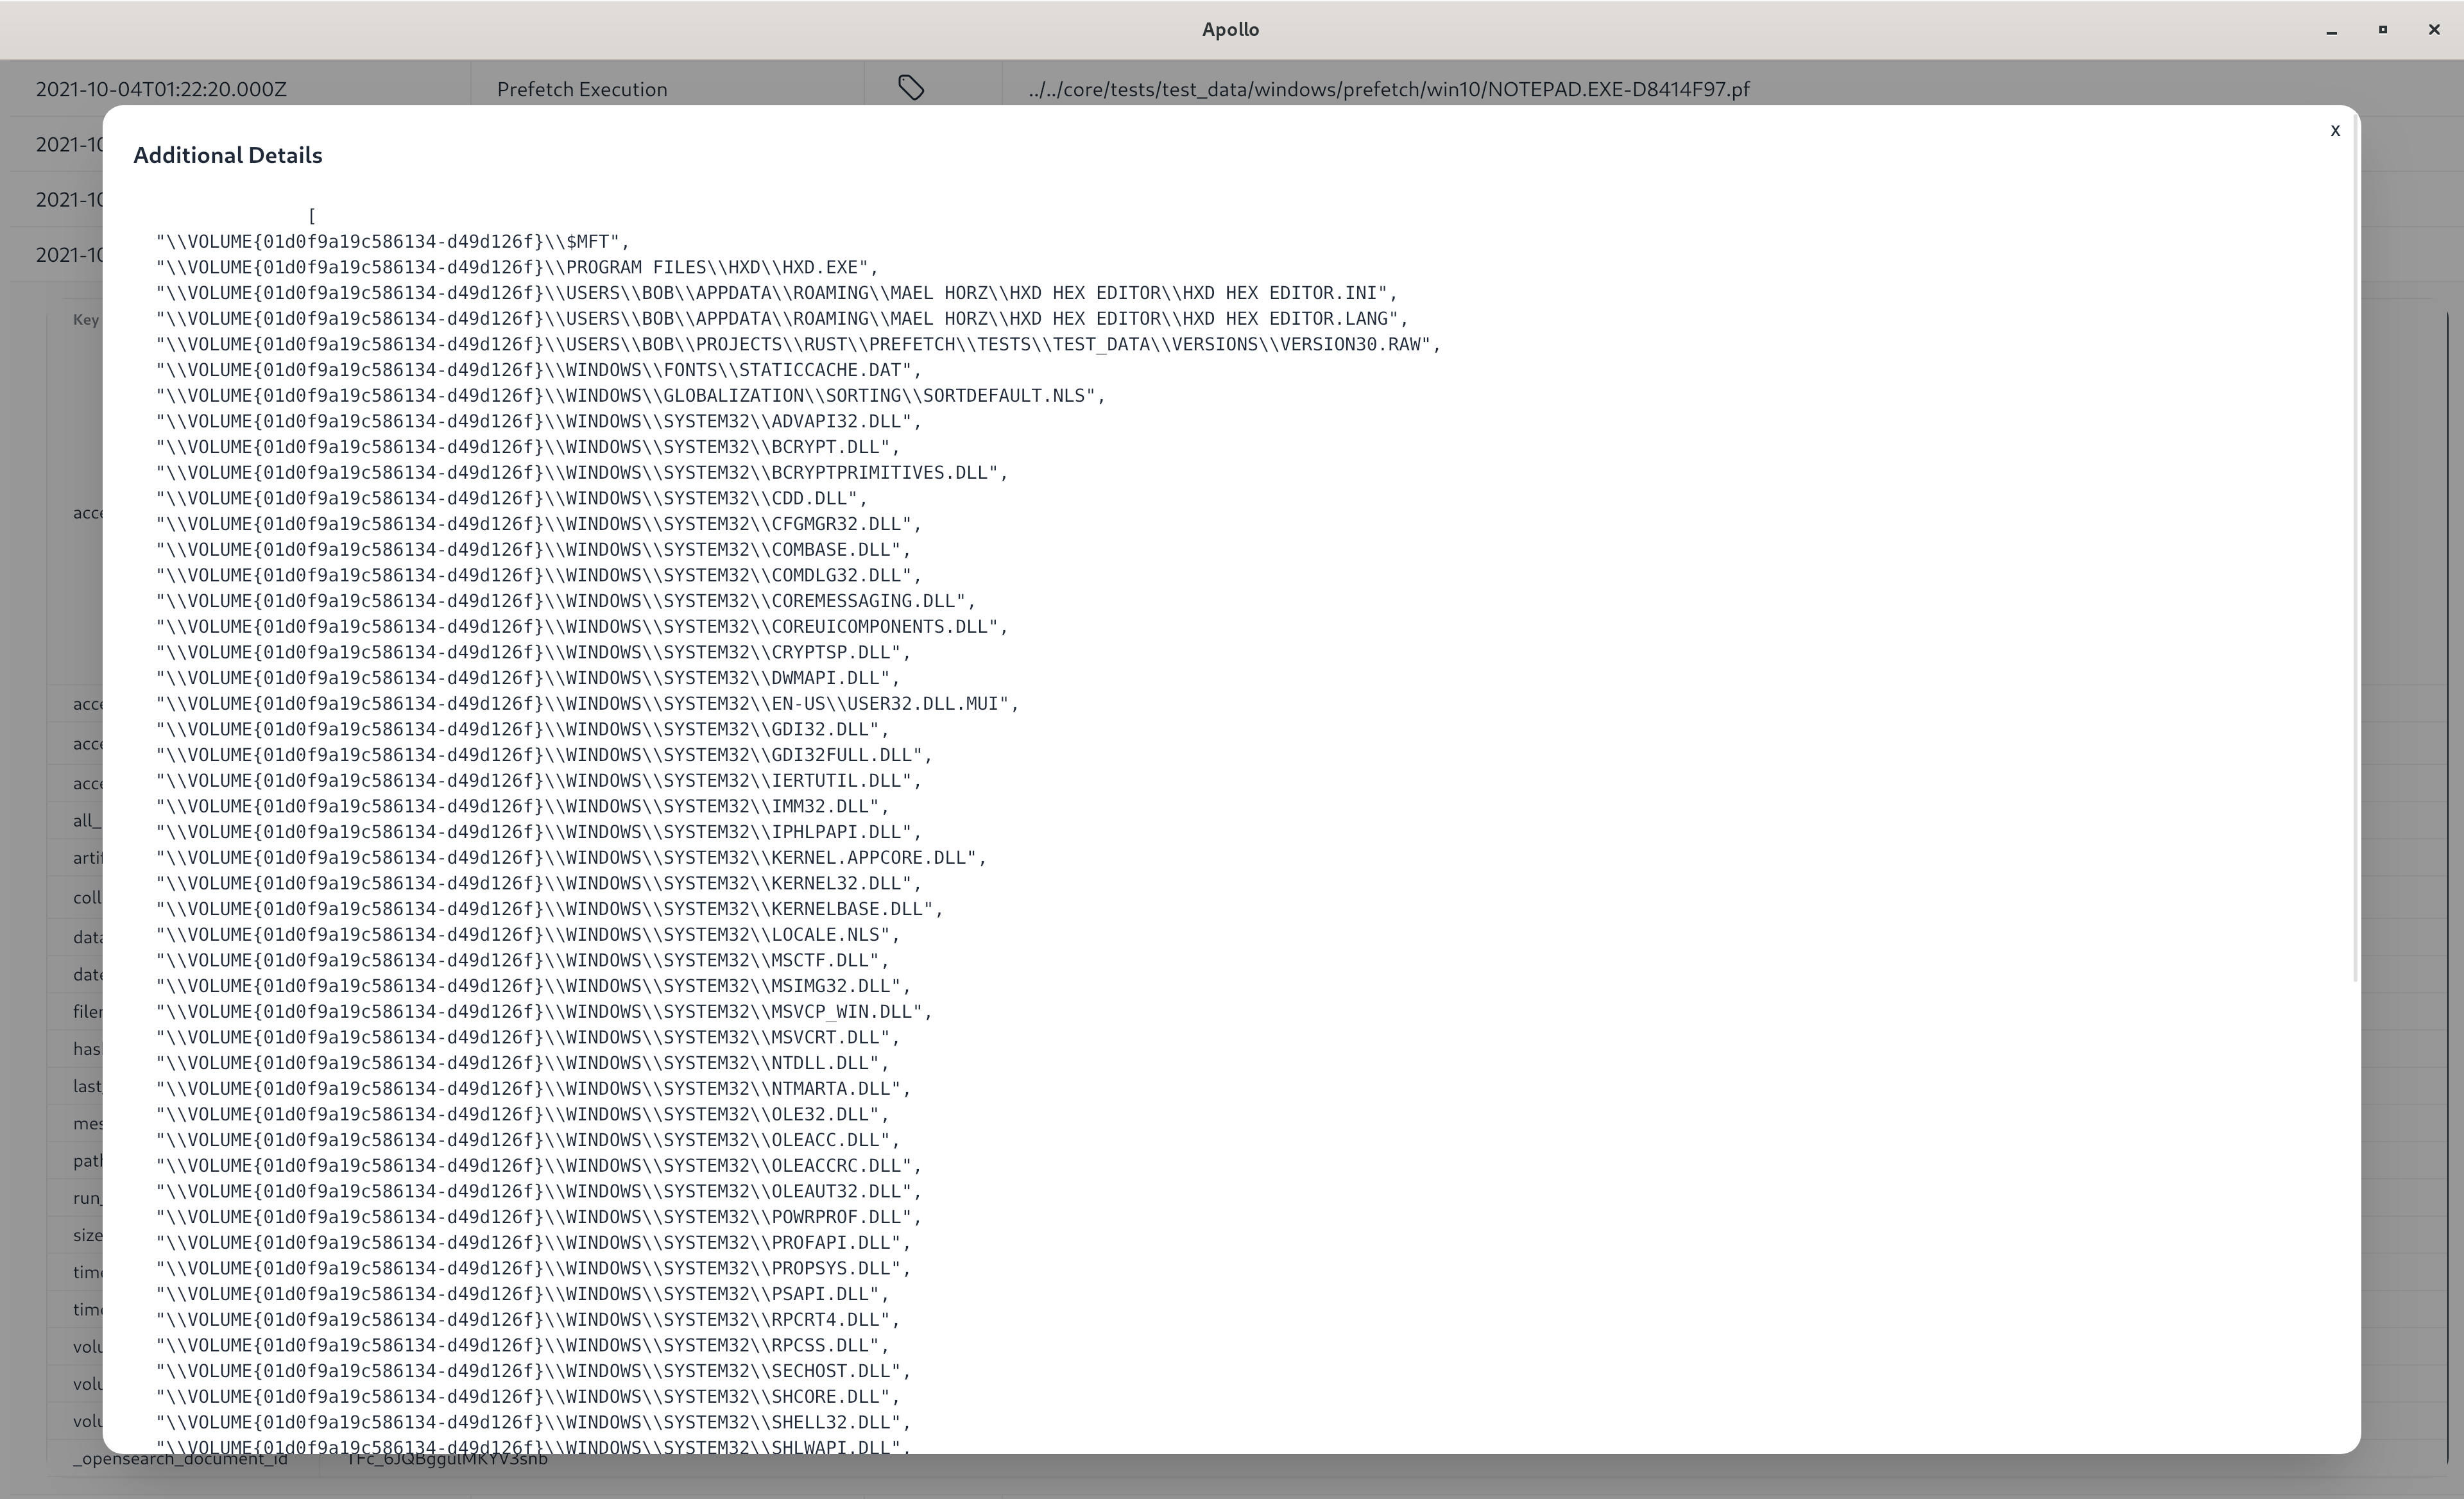 Apollo
2021-10-04T01:22:20.000Z Prefetch Execution ../../core/tests/test_data/windows/prefetch/win10/NOTEPAD.EXE-D8414F97.pf
x
Additional Details
2021-10
2021-10
2021-10
[
"\\VOLUME{01d0f9a19c586134-d49d126f}\\$MFT",
"\\VOLUME{01d0f9a19c586134-d49d126f}\\PROGRAM FILES\\HXD\\HXD.EXE",
"\\VOLUME{01d0f9a19c586134-d49d126f}\\USERS\\BOB\\APPDATA\\ROAMING\\MAEL HORZ\\HXD HEX EDITOR\\HXD HEX EDITOR.INI",
"\\VOLUME{01d0f9a19c586134-d49d126f}\\USERS\\BOB\\APPDATA\\ROAMING\\MAEL HORZ\\HXD HEX EDITOR\\HXD HEX EDITOR.LANG",
"\\VOLUME{01d0f9a19c586134-d49d126f}\\USERS\\BOB\\PROJECTS\\RUST\\PREFETCH\\TESTS\\TEST_DATA\\VERSIONS\\VERSION30.RAW",
"\\VOLUME{01d0f9a19c586134-d49d126f}\\WINDOWS\\FONTS\\STATICCACHE.DAT",
"\\VOLUME{01d0f9a19c586134-d49d126f}\\WINDOWS\\GLOBALIZATION\\SORTING\\SORTDEFAULT.NLS",
"\\VOLUME{01d0f9a19c586134-d49d126f}\\WINDOWS\\SYSTEM32\\ADVAPI32.DLL",
"\\VOLUME{01d0f9a19c586134-d49d126f}\\WINDOWS\\SYSTEM32\\BCRYPT.DLL",
"\\VOLUME{01d0f9a19c586134-d49d126f}\\WINDOWS\\SYSTEM32\\BCRYPTPRIMITIVES.DLL",
"\\VOLUME{01d0f9a19c586134-d49d126f}\\WINDOWS\\SYSTEM32\\CDD.DLL",
"\\VOLUME{01d0f9a19c586134-d49d126f}\\WINDOWS\\SYSTEM32\\CFGMGR32.DLL",
"\\VOLUME{01d0f9a19c586134-d49d126f}\\WINDOWS\\SYSTEM32\\COMBASE.DLL",
"\\VOLUME{01d0f9a19c586134-d49d126f}\\WINDOWS\\SYSTEM32\\COMDLG32.DLL",
"\\VOLUME{01d0f9a19c586134-d49d126f}\\WINDOWS\\SYSTEM32\\COREMESSAGING.DLL",
"\\VOLUME{01d0f9a19c586134-d49d126f}\\WINDOWS\\SYSTEM32\\COREUICOMPONENTS.DLL",
"\\VOLUME{01d0f9a19c586134-d49d126f}\\WINDOWS\\SYSTEM32\\CRYPTSP.DLL",
"\\VOLUME{01d0f9a19c586134-d49d126f}\\WINDOWS\\SYSTEM32\\DWMAPI.DLL",
"\\VOLUME{01d0f9a19c586134-d49d126f}\\WINDOWS\\SYSTEM32\\EN-US\\USER32.DLL.MUI",
"\\VOLUME{01d0f9a19c586134-d49d126f}\\WINDOWS\\SYSTEM32\\GDI32.DLL",
"\\VOLUME{01d0f9a19c586134-d49d126f}\\WINDOWS\\SYSTEM32\\GDI32FULL.DLL",
"\\VOLUME{01d0f9a19c586134-d49d126f}\\WINDOWS\\SYSTEM32\\IERTUTIL.DLL",
"\\VOLUME{01d0f9a19c586134-d49d126f}\\WINDOWS\\SYSTEM32\\IMM32.DLL",
"\\VOLUME{01d0f9a19c586134-d49d126f}\\WINDOWS\\SYSTEM32\\IPHLPAPI.DLL",
"\\VOLUME{01d0f9a19c586134-d49d126f}\\WINDOWS\\SYSTEM32\\KERNEL.APPCORE.DLL",
"\\VOLUME{01d0f9a19c586134-d49d126f}\\WINDOWS\\SYSTEM32\\KERNEL32.DLL",
"\\VOLUME{01d0f9a19c586134-d49d126f}\\WINDOWS\\SYSTEM32\\KERNELBASE.DLL",
"\\VOLUME{01d0f9a19c586134-d49d126f}\\WINDOWS\\SYSTEM32\\LOCALE.NLS",
"\\VOLUME{01d0f9a19c586134-d49d126f}\\WINDOWS\\SYSTEM32\\MSCTF.DLL",
"\\VOLUME{01d0f9a19c586134-d49d126f}\\WINDOWS\\SYSTEM32\\MSIMG32.DLL",
"\\VOLUME{01d0f9a19c586134-d49d126f}\\WINDOWS\\SYSTEM32\\MSVCP_WIN.DLL",
"\\VOLUME{01d0f9a19c586134-d49d126f}\\WINDOWS\\SYSTEM32\\MSVCRT.DLL",
"\\VOLUME{01d0f9a19c586134-d49d126f}\\WINDOWS\\SYSTEM32\\NTDLL.DLL",
"\\VOLUME{01d0f9a19c586134-d49d126f}\\WINDOWS\\SYSTEM32\\NTMARTA.DLL",
"\\VOLUME{01d0f9a19c586134-d49d126f}\\WINDOWS\\SYSTEM32\\OLE32.DLL",
"\\VOLUME{01d0f9a19c586134-d49d126f}\\WINDOWS\\SYSTEM32\\OLEACC.DLL",
"\\VOLUME{01d0f9a19c586134-d49d126f}\\WINDOWS\\SYSTEM32\\OLEACCRC.DLL",
"\\VOLUME{01d0f9a19c586134-d49d126f}\\WINDOWS\\SYSTEM32\\OLEAUT32.DLL",
"\\VOLUME{01d0f9a19c586134-d49d126f}\\WINDOWS\\SYSTEM32\\POWRPROF.DLL",
"\\VOLUME{01d0f9a19c586134-d49d126f}\\WINDOWS\\SYSTEM32\\PROFAPI.DLL",
"\\VOLUME{01d0f9a19c586134-d49d126f}\\WINDOWS\\SYSTEM32\\PROPSYS.DLL",
"\\VOLUME{01d0f9a19c586134-d49d126f}\\WINDOWS\\SYSTEM32\\PSAPI.DLL",
"\\VOLUME{01d0f9a19c586134-d49d126f}\\WINDOWS\\SYSTEM32\\RPCRT4.DLL",
"\\VOLUME{01d0f9a19c586134-d49d126f}\\WINDOWS\\SYSTEM32\\RPCSS.DLL",
"\\VOLUME{01d0f9a19c586134-d49d126f}\\WINDOWS\\SYSTEM32\\SECHOST.DLL",
"\\VOLUME{01d0f9a19c586134-d49d126f}\\WINDOWS\\SYSTEM32\\SHCORE.DLL",
"\\VOLUME{01d0f9a19c586134-d49d126f}\\WINDOWS\\SYSTEM32\\SHELL32.DLL",
"\\VOLUME{01d0f9a19c586134-d49d126f}\\WINDOWS\\SYSTEM32\\SHLWAPI.DLL",
Key
acce
acce
acce
acce
all_
artif
coll
data
date
filen
has
last_
mes
path
run_
size
time
time
volu
volu
volu
_opensearch_document_id